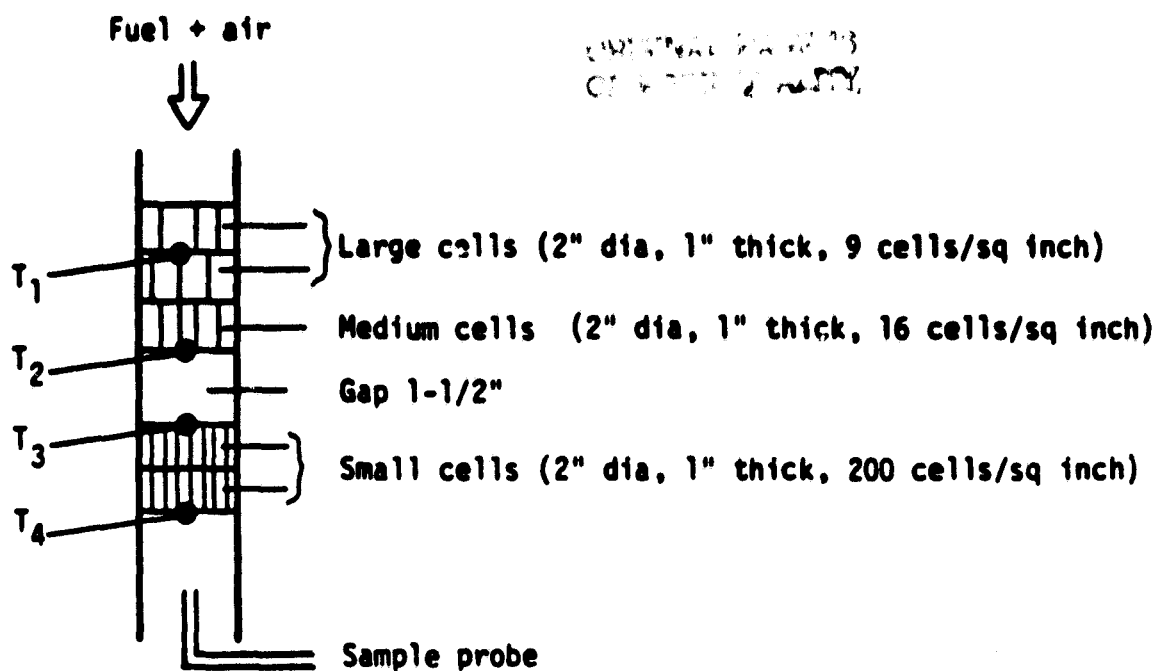 Fuel + air
Large cells (2" dia, 1" thick, 9 cells/sq inch)
T1
Medium cells (2" dia, 1" thick, 16 cells/sq inch)
T2
Gap 1-1/2"
T3
Small cells (2" dia, 1" thick, 200 cells/sq inch)
T4
Sample probe